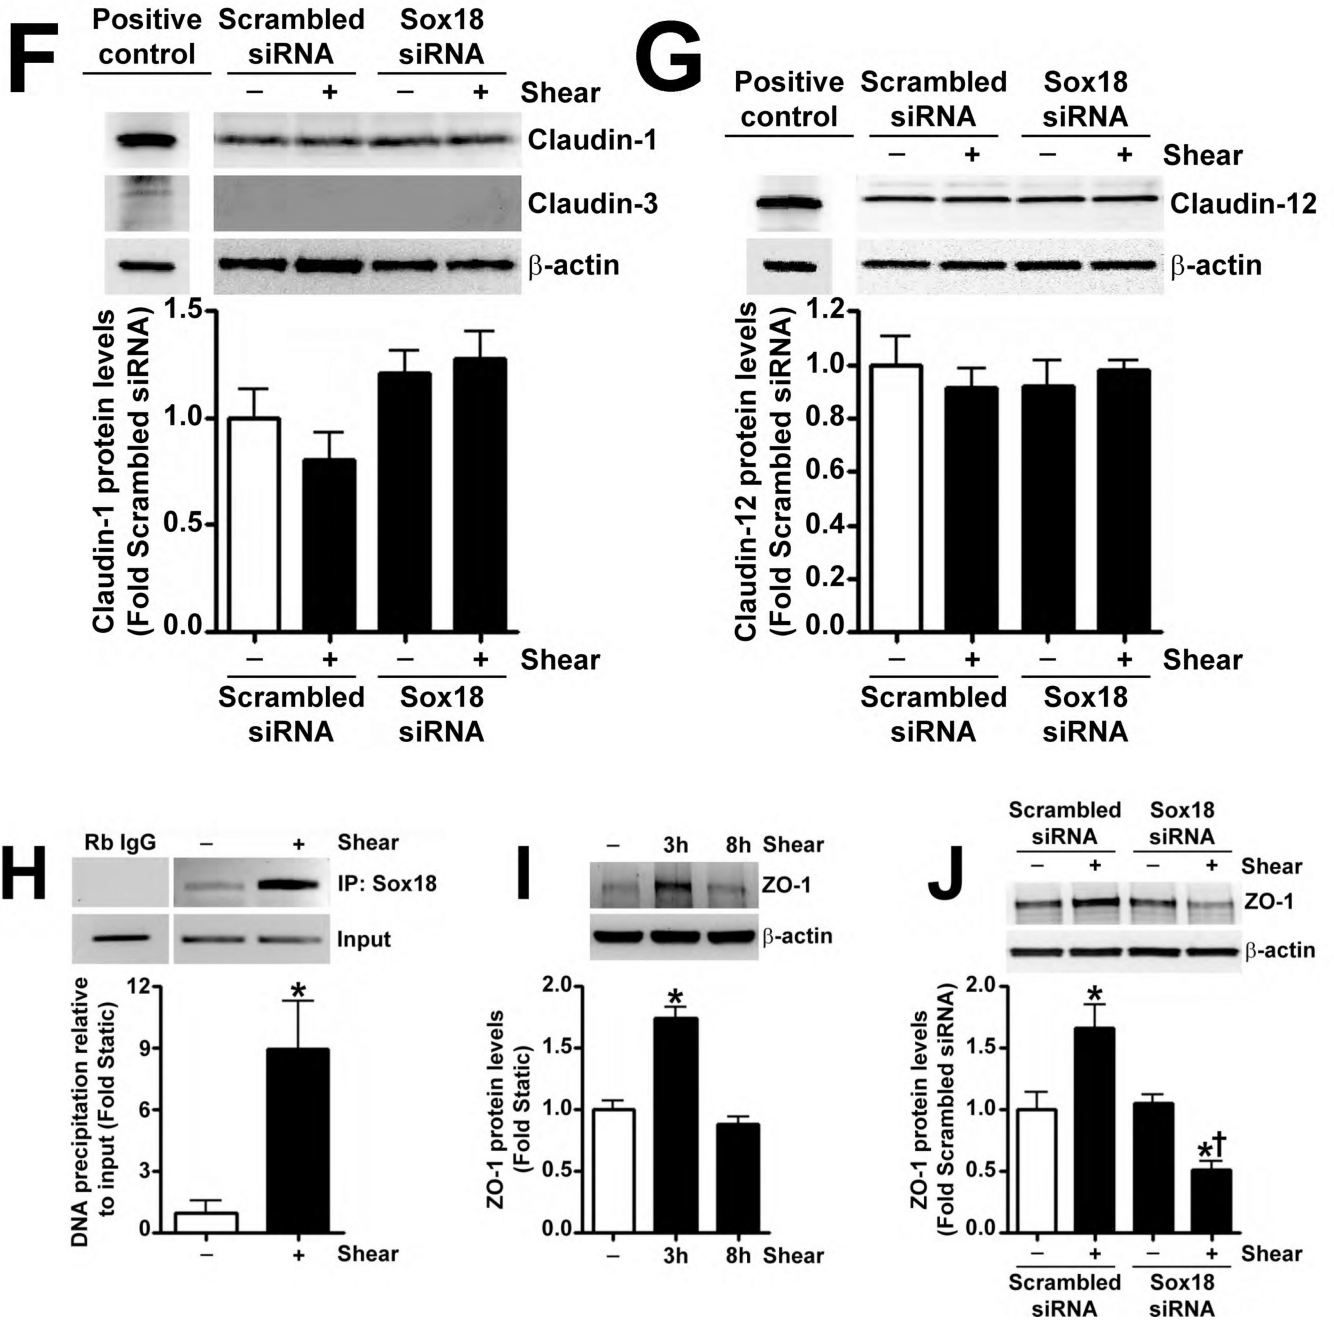 F
Positive control
Scrambled siRNA
Sox18 siRNA
– + – + Shear
Claudin-1
Claudin-3
β-actin
Claudin-1 protein levels
(Fold Scrambled siRNA)
1.5
1.0
0.5
0.0
– + – + Shear
Scrambled siRNA
Sox18 siRNA
G
Positive control
Scrambled siRNA
Sox18 siRNA
– + – + Shear
Claudin-12
β-actin
Claudin-12 protein levels
(Fold Scrambled siRNA)
1.2
1.0
0.8
0.6
0.4
0.2
0.0
– + – + Shear
Scrambled siRNA
Sox18 siRNA
H
Rb IgG – + Shear
IP: Sox18
Input
DNA precipitation relative
to input (Fold Static)
12
9
6
3
0
*
– + Shear
I
– 3h 8h Shear
ZO-1
β-actin
ZO-1 protein levels
(Fold Static)
2.0
1.5
1.0
0.5
0.0
*
– 3h 8h Shear
J
Scrambled siRNA
Sox18 siRNA
– + – + Shear
ZO-1
β-actin
ZO-1 protein levels
(Fold Scrambled siRNA)
2.0
1.5
1.0
0.5
0.0
*
*†
– + – + Shear
Scrambled siRNA
Sox18 siRNA